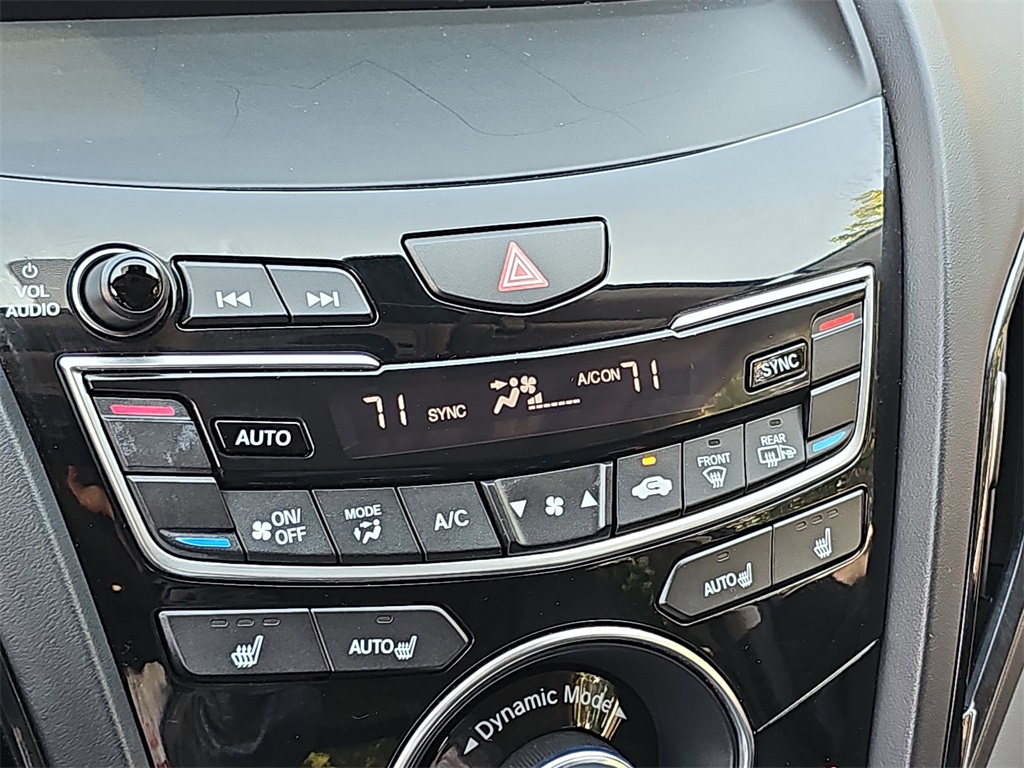 VOL
AUDIO
71
SYNC
A/C ON
71
SYNC
AUTO
ON/
OFF
MODE
A/C
FRONT
REAR
AUTO
AUTO
Dynamic Mode